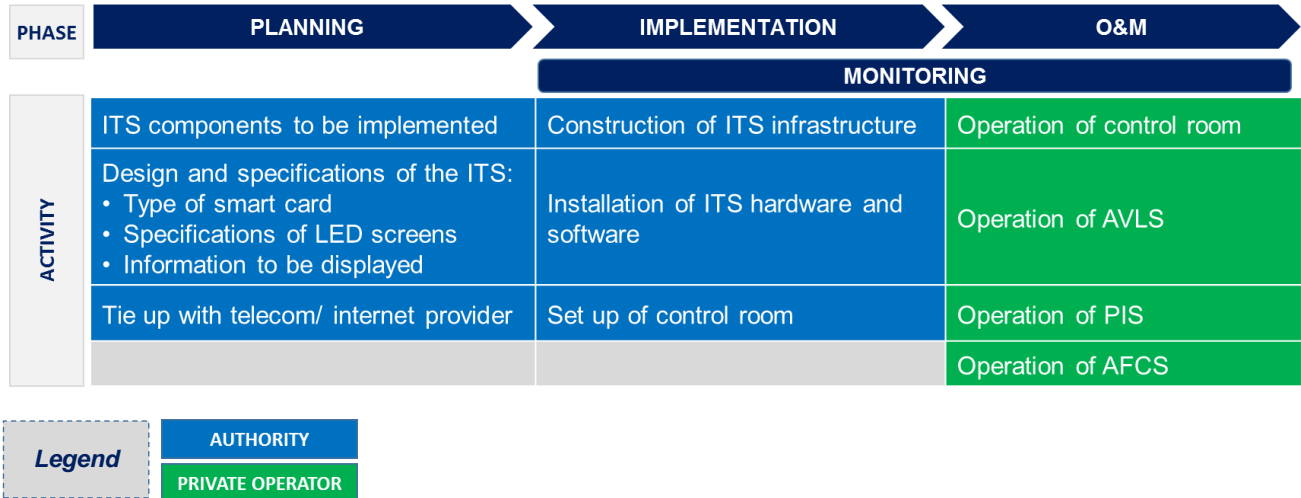 PHASE
PLANNING
IMPLEMENTATION
O&M
MONITORING
ACTIVITY
ITS components to be implemented
Construction of ITS infrastructure
Operation of control room
Design and specifications of the ITS:
• Type of smart card
• Specifications of LED screens
• Information to be displayed
Installation of ITS hardware and
software
Operation of AVLS
Tie up with telecom/ internet provider
Set up of control room
Operation of PIS
Operation of AFCS
Legend
AUTHORITY
PRIVATE OPERATOR